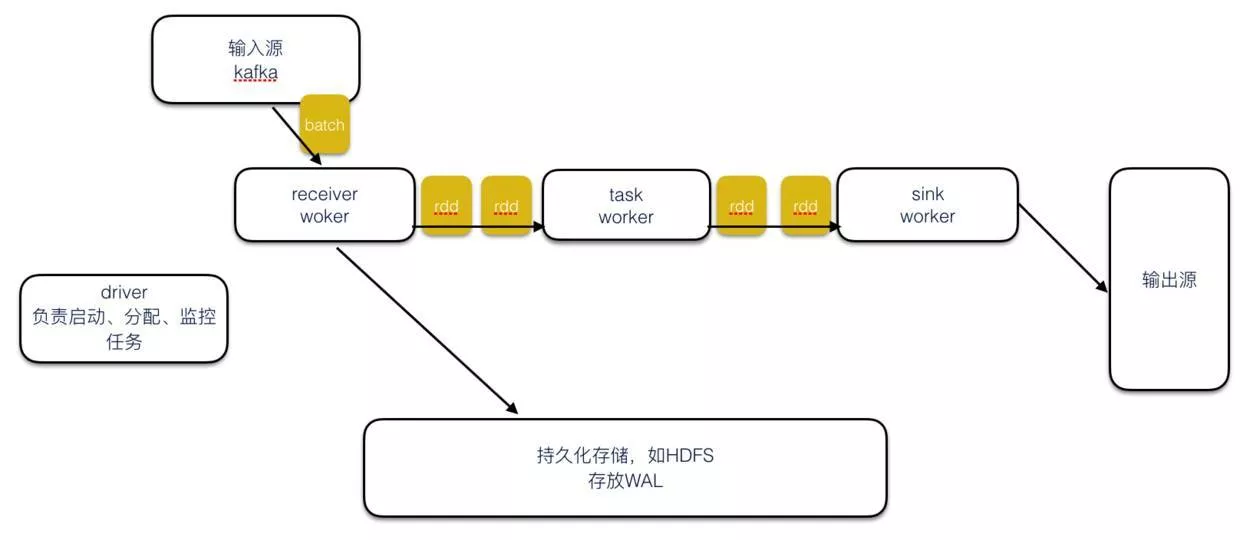 输入源
kafka
batch
receiver
woker
rdd
rdd
task
worker
rdd
rdd
sink
worker
输出源
driver
负责启动、分配、监控
任务
持久化存储，如HDFS
存放WAL